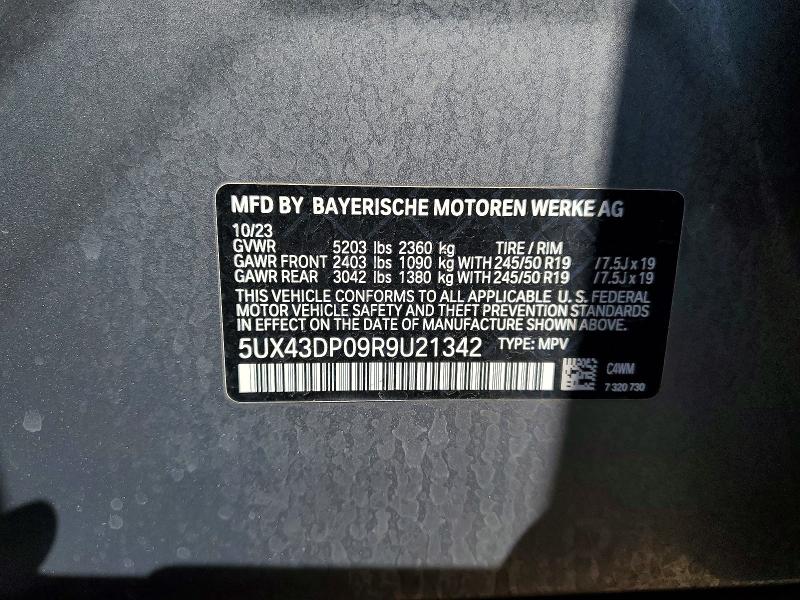 MFD BY BAYERISCHE MOTOREN WERKE AG
10/23
GVWR 5203 lbs 2360 kg TIRE / RIM
GAWR FRONT 2403 lbs 1090 kg WITH 245/50 R19 / 7.5J x 19
GAWR REAR 3042 lbs 1380 kg WITH 245/50 R19 / 7.5J x 19
THIS VEHICLE CONFORMS TO ALL APPLICABLE U.S. FEDERAL
MOTOR VEHICLE SAFETY AND THEFT PREVENTION STANDARDS
IN EFFECT ON THE DATE OF MANUFACTURE SHOWN ABOVE.
5UX43DP09R9U21342 TYPE: MPV
C4WM
7 320 730